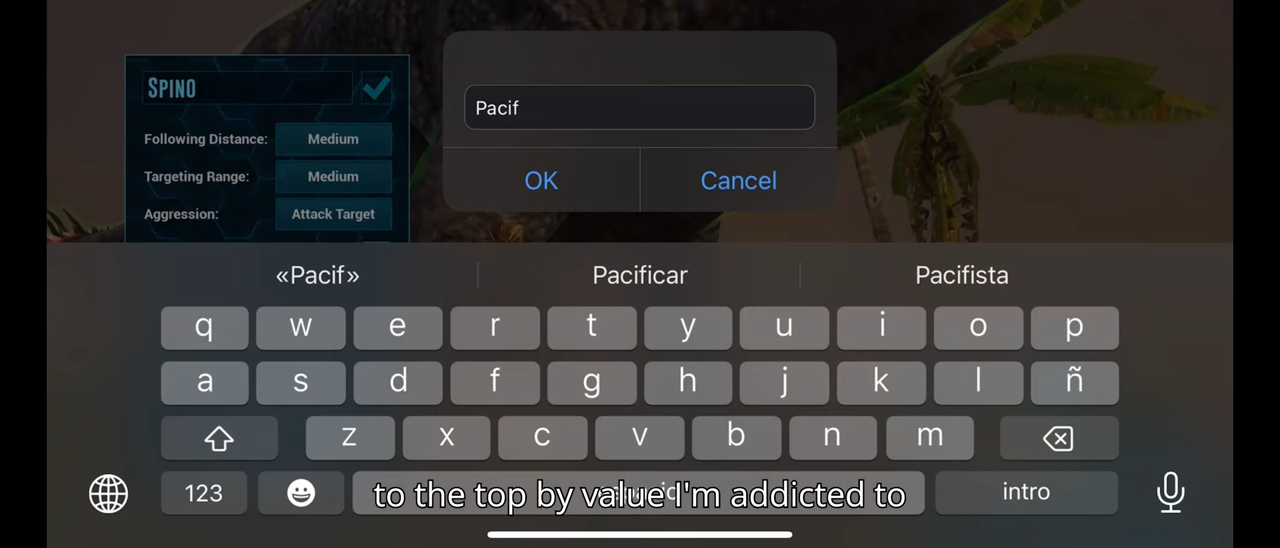 Spino
Following Distance: Medium
Targeting Range: Medium
Aggression: Attack Target
Pacif
OK Cancel
«Pacif» Pacificar Pacifista
q w e r t y u i o p
a s d f g h j k l ñ
z x c v b n m
123 intro
to the top by value I'm addicted to